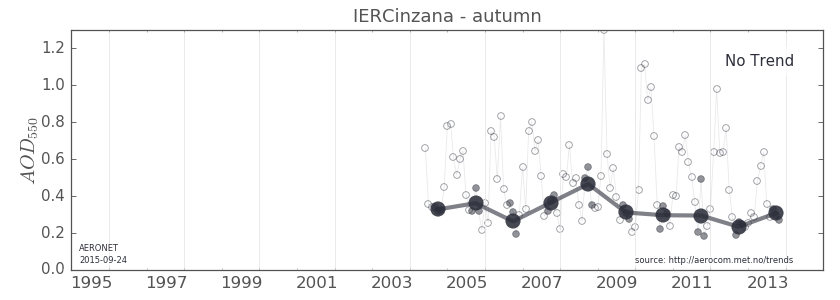 IERCinzana - autumn
No Trend
AOD550
1.2
1.0
0.8
0.6
0.4
0.2
0.0
AERONET
2015-09-24
source: http://aerocom.met.no/trends
1995 1997 1999 2001 2003 2005 2007 2009 2011 2013